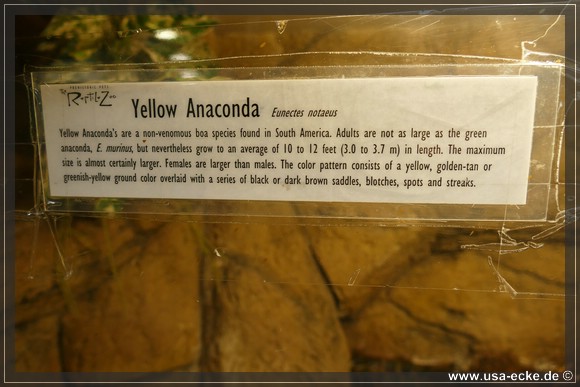 PREHISTORIC PETS
The Reptile Zoo
Yellow Anaconda Eunectes notaeus
Yellow Anaconda's are a non-venomous boa species found in South America. Adults are not as large as the green
anaconda, E. murinus, but nevertheless grow to an average of 10 to 12 feet (3.0 to 3.7 m) in length. The maximum
size is almost certainly larger. Females are larger than males. The color pattern consists of a yellow, golden-tan or
greenish-yellow ground color overlaid with a series of black or dark brown saddles, blotches, spots and streaks.
www.usa-ecke.de ©